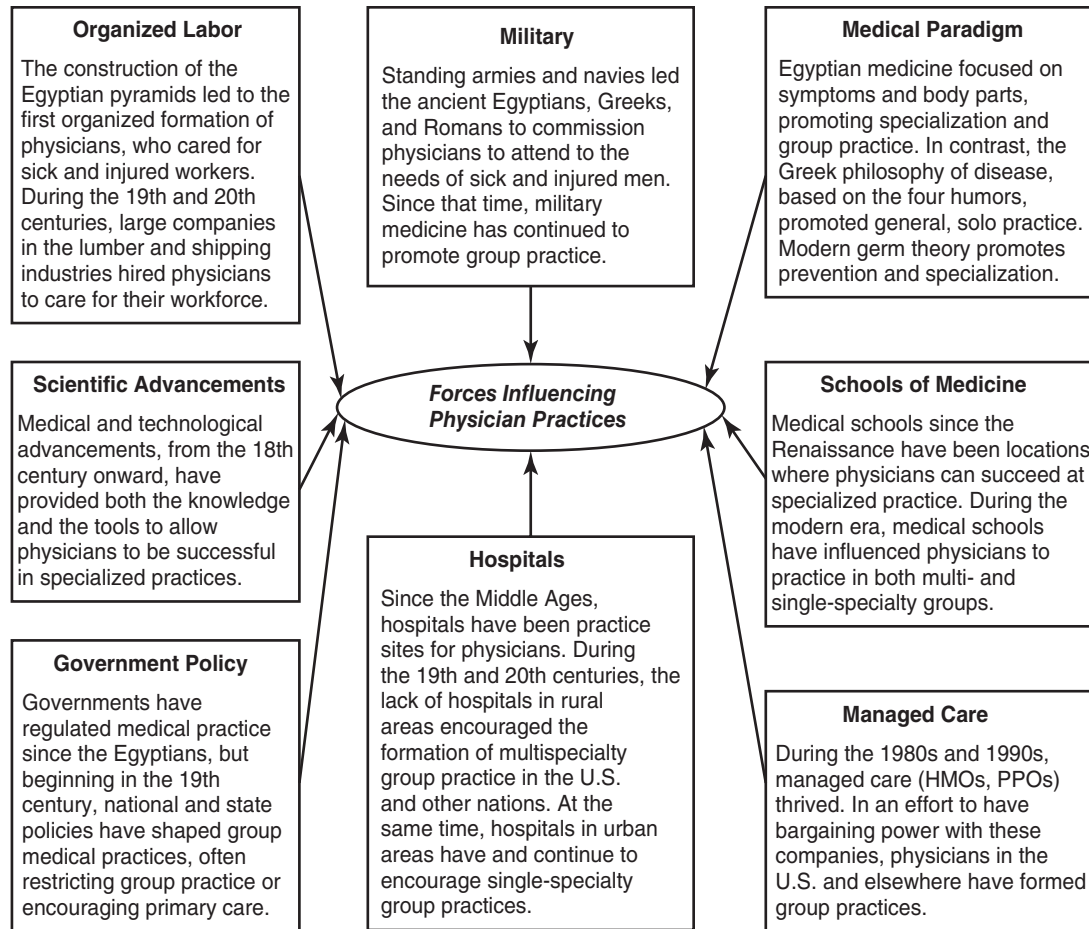 Organized Labor
The construction of the
Egyptian pyramids led to the
first organized formation of
physicians, who cared for
sick and injured workers.
During the 19th and 20th
centuries, large companies
in the lumber and shipping
industries hired physicians
to care for their workforce.
Military
Standing armies and navies led
the ancient Egyptians, Greeks,
and Romans to commission
physicians to attend to the
needs of sick and injured men.
Since that time, military
medicine has continued to
promote group practice.
Medical Paradigm
Egyptian medicine focused on
symptoms and body parts,
promoting specialization and
group practice. In contrast, the
Greek philosophy of disease,
based on the four humors,
promoted general, solo practice.
Modern germ theory promotes
prevention and specialization.
Scientific Advancements
Medical and technological
advancements, from the 18th
century onward, have
provided both the knowledge
and the tools to allow
physicians to be successful
in specialized practices.
Forces Influencing
Physician Practices
Schools of Medicine
Medical schools since the
Renaissance have been locations
where physicians can succeed at
specialized practice. During the
modern era, medical schools
have influenced physicians to
practice in both multi- and
single-specialty groups.
Government Policy
Governments have
regulated medical practice
since the Egyptians, but
beginning in the 19th
century, national and state
policies have shaped group
medical practices, often
restricting group practice or
encouraging primary care.
Hospitals
Since the Middle Ages,
hospitals have been practice
sites for physicians. During
the 19th and 20th centuries, the
lack of hospitals in rural
areas encouraged the
formation of multispecialty
group practice in the U.S.
and other nations. At the
same time, hospitals in urban
areas have and continue to
encourage single-specialty
group practices.
Managed Care
During the 1980s and 1990s,
managed care (HMOs, PPOs)
thrived. In an effort to have
bargaining power with these
companies, physicians in the
U.S. and elsewhere have formed
group practices.